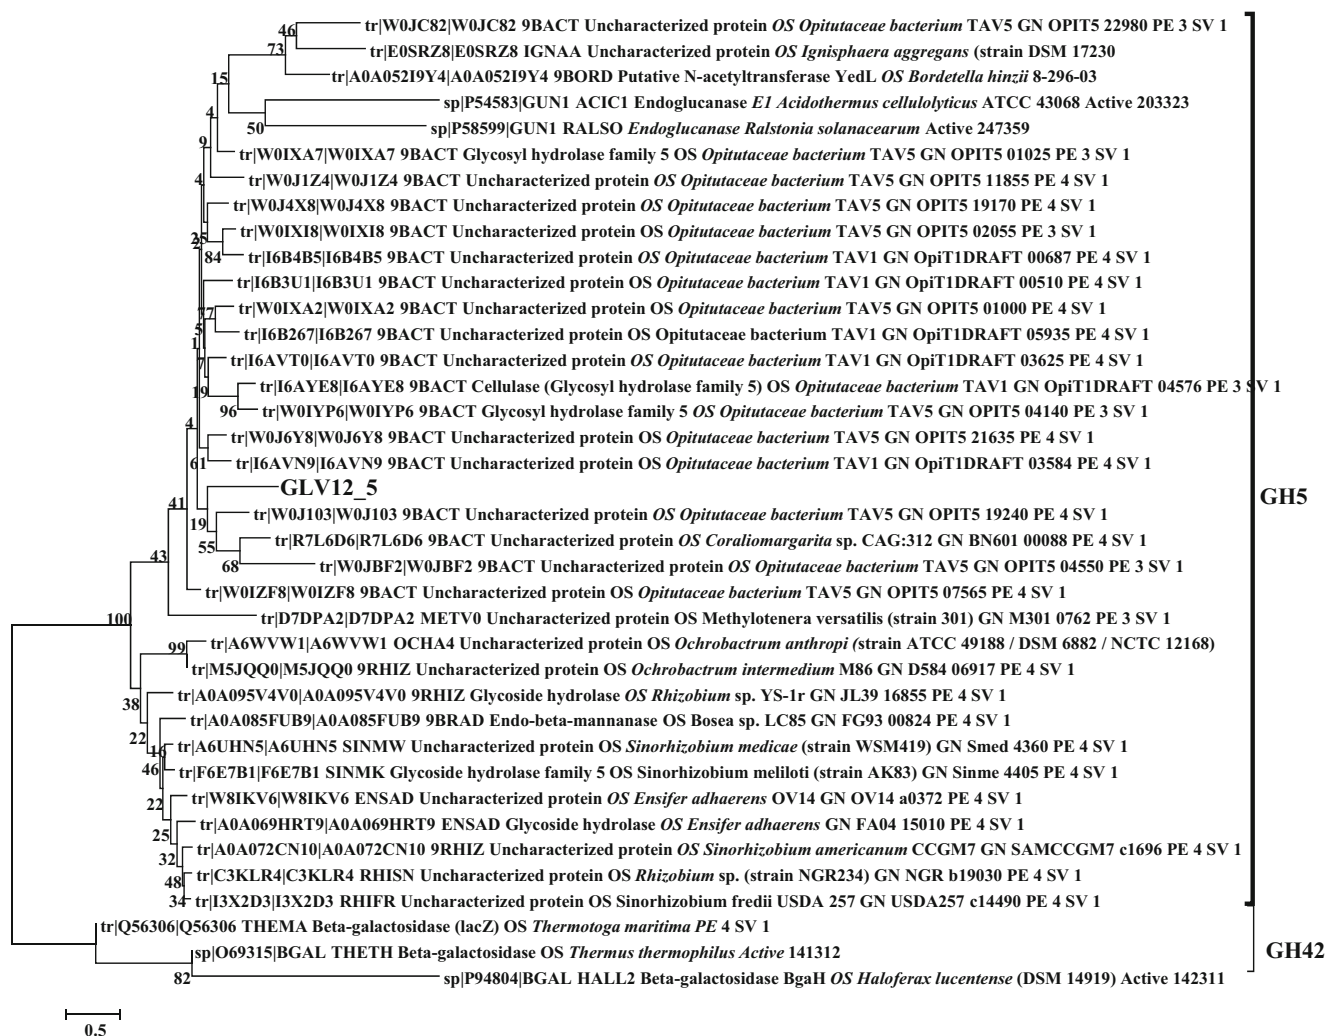 46 tr|W0JC82|W0JC82 9BACT Uncharacterized protein OS Opitutaceae bacterium TAV5 GN OPIT5 22980 PE 3 SV 1
73 tr|E0SRZ8|E0SRZ8 IGNAA Uncharacterized protein OS Ignisphaera aggregans (strain DSM 17230
15 tr|A0A052I9Y4|A0A052I9Y4 9BORD Putative N-acetyltransferase YedL OS Bordetella hinzii 8-296-03
4 sp|P54583|GUN1 ACIC1 Endoglucanase E1 Acidothermus cellulolyticus ATCC 43068 Active 203323
50 sp|P58599|GUN1 RALSO Endoglucanase Ralstonia solanacearum Active 247359
9 tr|W0IXA7|W0IXA7 9BACT Glycosyl hydrolase family 5 OS Opitutaceae bacterium TAV5 GN OPIT5 01025 PE 3 SV 1
4 tr|W0J1Z4|W0J1Z4 9BACT Uncharacterized protein OS Opitutaceae bacterium TAV5 GN OPIT5 11855 PE 4 SV 1
tr|W0J4X8|W0J4X8 9BACT Uncharacterized protein OS Opitutaceae bacterium TAV5 GN OPIT5 19170 PE 4 SV 1
tr|W0IXI8|W0IXI8 9BACT Uncharacterized protein OS Opitutaceae bacterium TAV5 GN OPIT5 02055 PE 3 SV 1
84 tr|I6B4B5|I6B4B5 9BACT Uncharacterized protein OS Opitutaceae bacterium TAV1 GN OpiT1DRAFT 00687 PE 4 SV 1
tr|I6B3U1|I6B3U1 9BACT Uncharacterized protein OS Opitutaceae bacterium TAV1 GN OpiT1DRAFT 00510 PE 4 SV 1
77 tr|W0IXA2|W0IXA2 9BACT Uncharacterized protein OS Opitutaceae bacterium TAV5 GN OPIT5 01000 PE 4 SV 1
5 tr|I6B267|I6B267 9BACT Uncharacterized protein OS Opitutaceae bacterium TAV1 GN OpiT1DRAFT 05935 PE 4 SV 1
1 7 tr|I6AVT0|I6AVT0 9BACT Uncharacterized protein OS Opitutaceae bacterium TAV1 GN OpiT1DRAFT 03625 PE 4 SV 1
19 tr|I6AYE8|I6AYE8 9BACT Cellulase (Glycosyl hydrolase family 5) OS Opitutaceae bacterium TAV1 GN OpiT1DRAFT 04576 PE 3 SV 1
96 tr|W0IYP6|W0IYP6 9BACT Glycosyl hydrolase family 5 OS Opitutaceae bacterium TAV5 GN OPIT5 04140 PE 3 SV 1
4 tr|W0J6Y8|W0J6Y8 9BACT Uncharacterized protein OS Opitutaceae bacterium TAV5 GN OPIT5 21635 PE 4 SV 1
61 tr|I6AVN9|I6AVN9 9BACT Uncharacterized protein OS Opitutaceae bacterium TAV1 GN OpiT1DRAFT 03584 PE 4 SV 1
GLV12_5
GH5
41 19 tr|W0J103|W0J103 9BACT Uncharacterized protein OS Opitutaceae bacterium TAV5 GN OPIT5 19240 PE 4 SV 1
55 tr|R7L6D6|R7L6D6 9BACT Uncharacterized protein OS Coraliomargarita sp. CAG:312 GN BN601 00088 PE 4 SV 1
43 68 tr|W0JBF2|W0JBF2 9BACT Uncharacterized protein OS Opitutaceae bacterium TAV5 GN OPIT5 04550 PE 3 SV 1
tr|W0IZF8|W0IZF8 9BACT Uncharacterized protein OS Opitutaceae bacterium TAV5 GN OPIT5 07565 PE 4 SV 1
100 tr|D7DPA2|D7DPA2 METV0 Uncharacterized protein OS Methylotenera versatilis (strain 301) GN M301 0762 PE 3 SV 1
99 tr|A6WVW1|A6WVW1 OCHA4 Uncharacterized protein OS Ochrobactrum anthropi (strain ATCC 49188 / DSM 6882 / NCTC 12168)
tr|M5JQQ0|M5JQQ0 9RHIZ Uncharacterized protein OS Ochrobactrum intermedium M86 GN D584 06917 PE 4 SV 1
38 tr|A0A095V4V0|A0A095V4V0 9RHIZ Glycoside hydrolase OS Rhizobium sp. YS-1r GN JL39 16855 PE 4 SV 1
22 tr|A0A085FUB9|A0A085FUB9 9BRAD Endo-beta-mannanase OS Bosea sp. LC85 GN FG93 00824 PE 4 SV 1
16 tr|A6UHN5|A6UHN5 SINMW Uncharacterized protein OS Sinorhizobium medicae (strain WSM419) GN Smed 4360 PE 4 SV 1
46 tr|F6E7B1|F6E7B1 SINMK Glycoside hydrolase family 5 OS Sinorhizobium meliloti (strain AK83) GN Sinme 4405 PE 4 SV 1
22 tr|W8IKV6|W8IKV6 ENSAD Uncharacterized protein OS Ensifer adhaerens OV14 GN OV14 a0372 PE 4 SV 1
25 tr|A0A069HRT9|A0A069HRT9 ENSAD Glycoside hydrolase OS Ensifer adhaerens GN FA04 15010 PE 4 SV 1
32 tr|A0A072CN10|A0A072CN10 9RHIZ Uncharacterized protein OS Sinorhizobium americanum CCGM7 GN SAMCCGM7 c1696 PE 4 SV 1
48 tr|C3KLR4|C3KLR4 RHISN Uncharacterized protein OS Rhizobium sp. (strain NGR234) GN NGR b19030 PE 4 SV 1
34 tr|I3X2D3|I3X2D3 RHIFR Uncharacterized protein OS Sinorhizobium fredii USDA 257 GN USDA257 c14490 PE 4 SV 1
tr|Q56306|Q56306 THEMA Beta-galactosidase (lacZ) OS Thermotoga maritima PE 4 SV 1
sp|O69315|BGAL THETH Beta-galactosidase OS Thermus thermophilus Active 141312
GH42
82 sp|P94804|BGAL HALL2 Beta-galactosidase BgaH OS Haloferax lucentense (DSM 14919) Active 142311
0.5